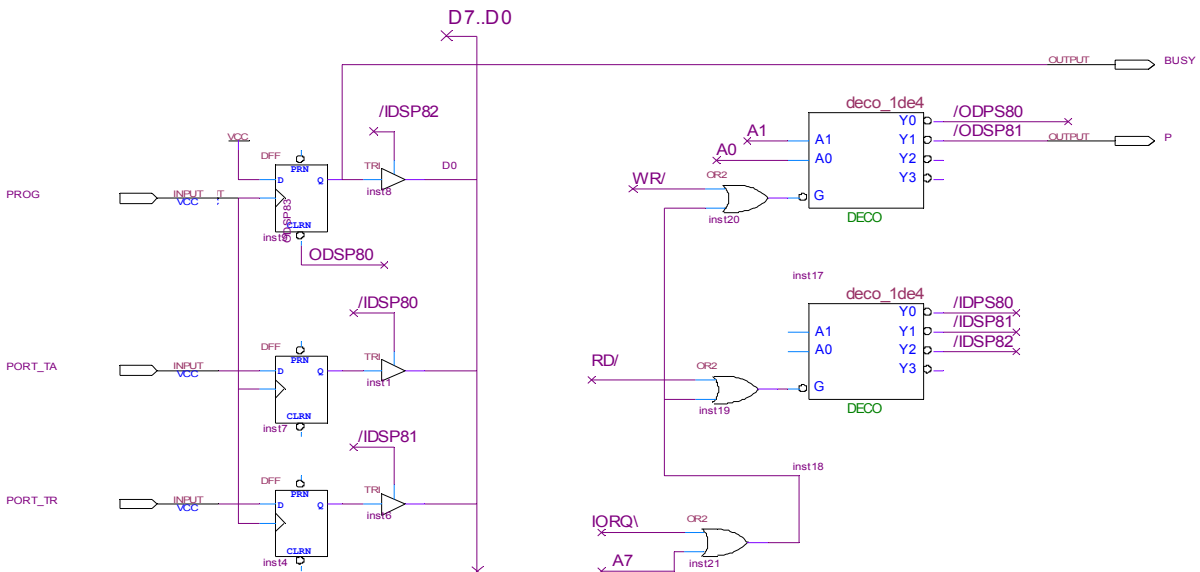 D7..D0
OUTPUT
BUSY
/IDSP82
deco_1de4
VCC
A1
A1
Y0
/ODPS80
Y1
/ODSP81
OUTPUT
P
DFF
PRN
D
Q
TRI
inst8
D0
A0
A0
Y2
Y3
PROG
INPUT
VCC
ODSP83
CLRN
inst9
WR/
OR2
inst20
G
DECO
ODSP80
inst17
/IDSP80
deco_1de4
Y0
/IDPS80
A1
Y1
/IDSP81
A0
Y2
/IDSP82
Y3
PORT_TA
INPUT
VCC
DFF
PRN
D
Q
CLRN
inst7
TRI
inst1
RD/
OR2
inst19
G
DECO
/IDSP81
inst18
PORT_TR
INPUT
VCC
DFF
PRN
D
Q
CLRN
inst4
TRI
inst6
IORQ\
OR2
A7
inst21